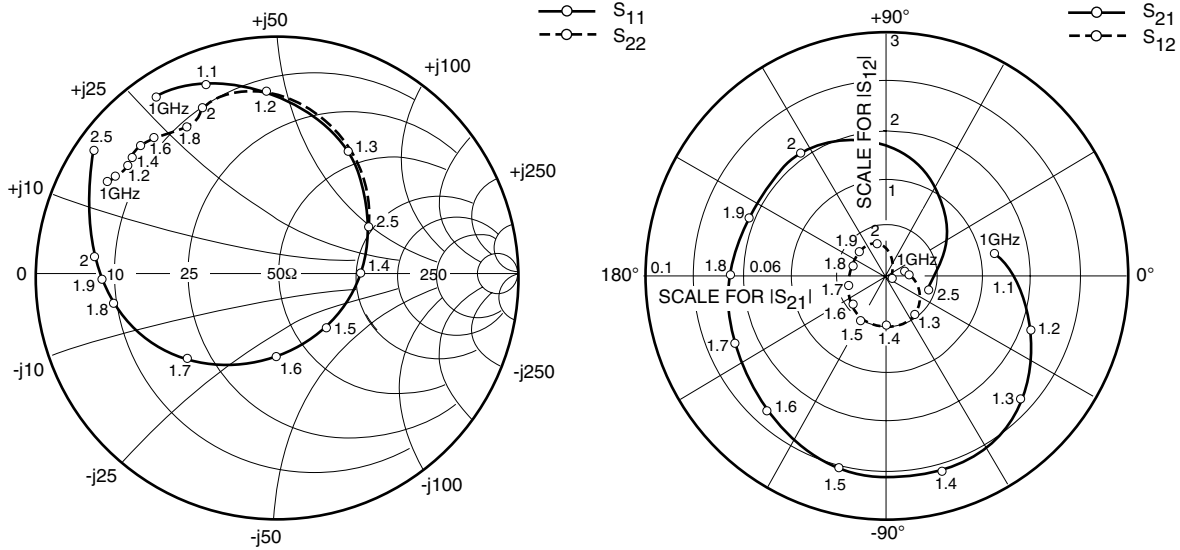 +j50
S11
S22
+j25
+j100
1.1
1GHz
1.2
2
1.8
1.6
1.4
1.2
1GHz
2.5
1.3
+j10
+j250
2.5
0
2
10
25
50Ω
1.4
250
1.9
1.8
1.5
1.7
1.6
-j10
-j250
-j25
-j100
-j50
+90°
S21
S12
3
SCALE FOR |S12|
2
2
1
1.9
1GHz
2
1.9
1GHz
180°
0.1
1.8
0.06
1.8
0°
SCALE FOR |S21|
1.7
2.5
1.1
1.6
1.3
1.5
1.4
1.2
1.7
1.6
1.3
1.5
1.4
-90°